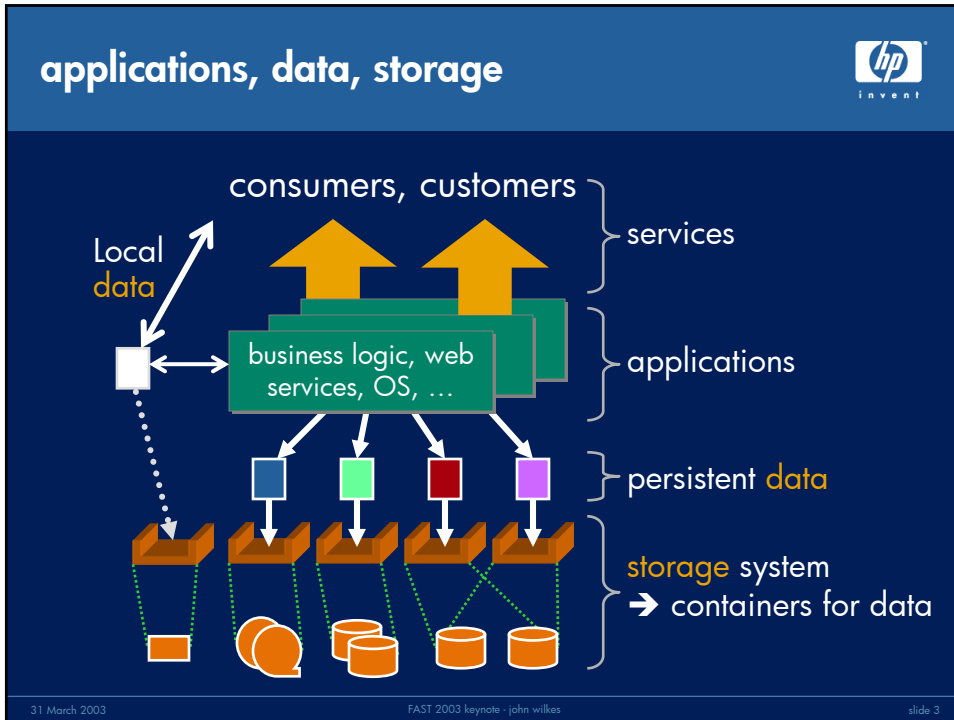 applications, data, storage
hp
invent
consumers, customers
Local
data
services
business logic, web
services, OS, …
applications
persistent data
storage system
➔ containers for data
31 March 2003
FAST 2003 keynote - john wilkes
slide 3